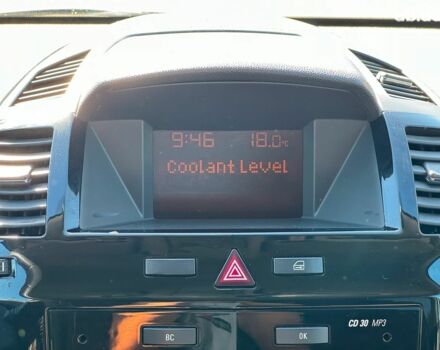 9:46 18.0°C
Coolant Level
CD 30 MP3
BC OK